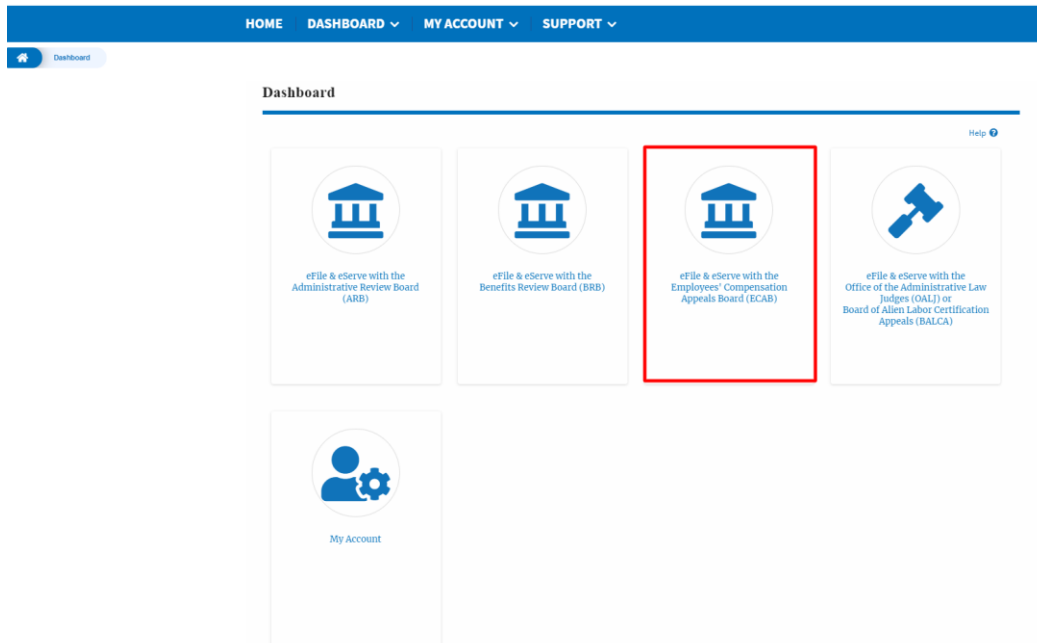 HOME DASHBOARD MY ACCOUNT SUPPORT
Dashboard
Dashboard
Help
eFile & eServe with the
Administrative Review Board
(ARB)
eFile & eServe with the
Benefits Review Board (BRB)
eFile & eServe with the
Employees' Compensation
Appeals Board (ECAB)
eFile & eServe with the
Office of the Administrative Law
Judges (OALJ) or
Board of Alien Labor Certification
Appeals (BALCA)
My Account